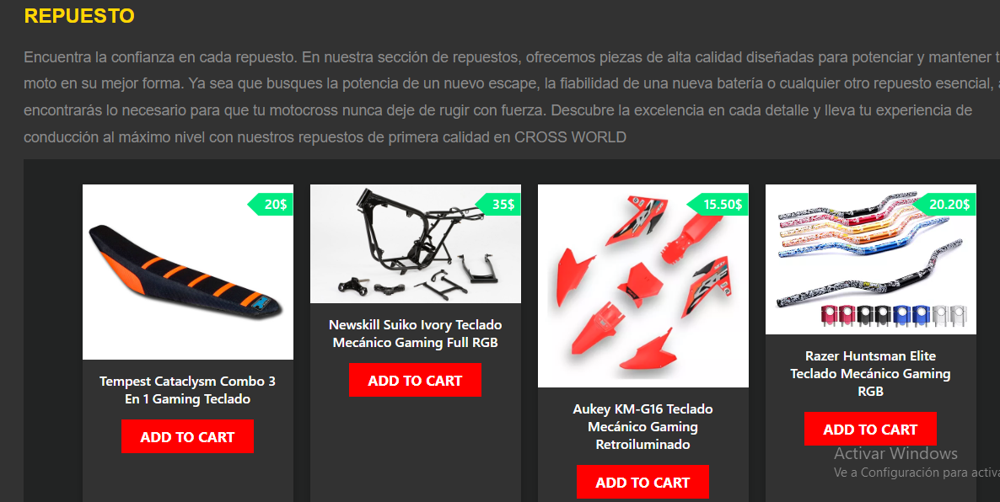 REPUESTO
Encuentra la confianza en cada repuesto. En nuestra sección de repuestos, ofrecemos piezas de alta calidad diseñadas para potenciar y mantener t
moto en su mejor forma. Ya sea que busques la potencia de un nuevo escape, la fiabilidad de una nueva batería o cualquier otro repuesto esencial,
encontrarás lo necesario para que tu motocross nunca deje de rugir con fuerza. Descubre la excelencia en cada detalle y lleva tu experiencia de
conducción al máximo nivel con nuestros repuestos de primera calidad en CROSS WORLD
20$
Tempest Cataclysm Combo 3
En 1 Gaming Teclado
ADD TO CART
35$
Newskill Suiko Ivory Teclado
Mecánico Gaming Full RGB
ADD TO CART
15.50$
Aukey KM-G16 Teclado
Mecánico Gaming
Retroiluminado
ADD TO CART
20.20$
Razer Huntsman Elite
Teclado Mecánico Gaming
RGB
ADD TO CART
Activar Windows
Ve a Configuración para activa